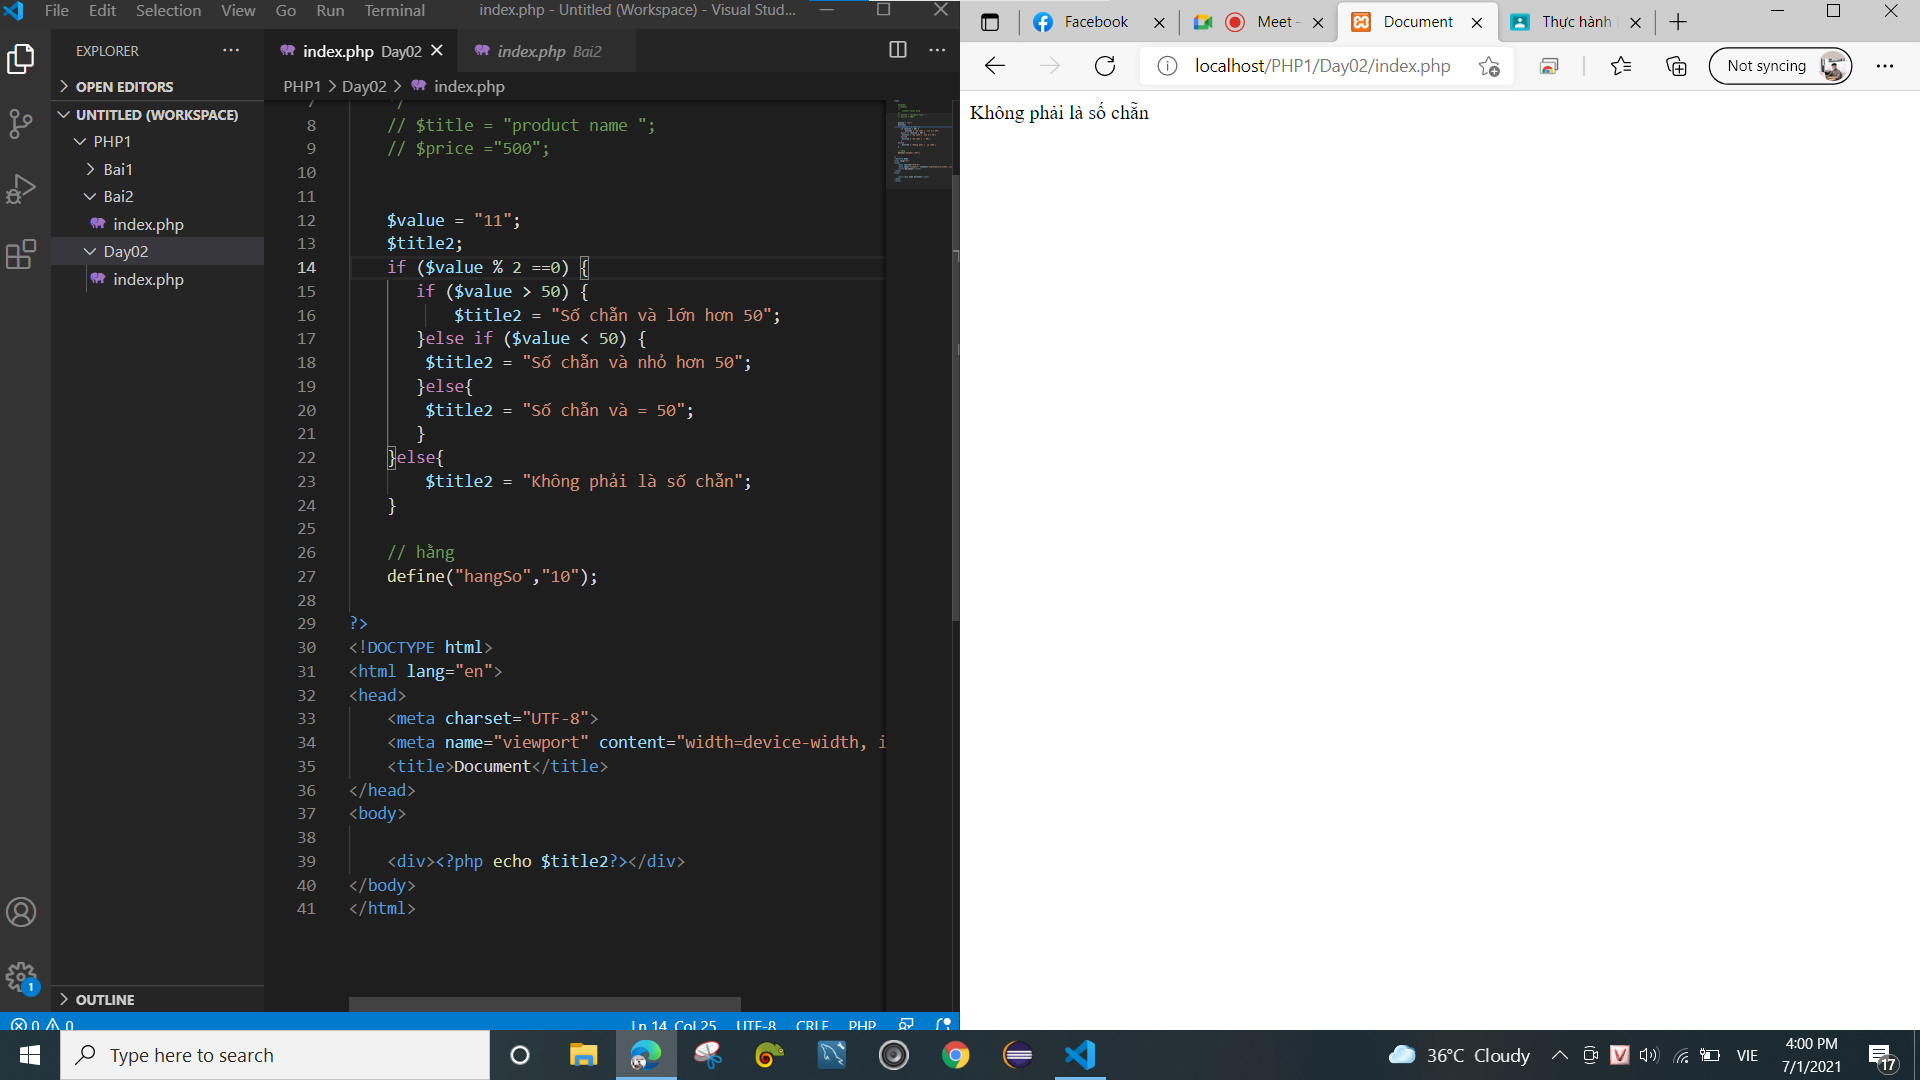 File Edit Selection View Go Run Terminal
index.php - Untitled (Workspace) - Visual Stud...
EXPLORER
OPEN EDITORS
UNTITLED (WORKSPACE)
PHP1
Bai1
Bai2
index.php
Day02
index.php
OUTLINE
index.php Day02
index.php Bai2
PHP1 > Day02 > index.php
7 */
8 // $title = "product name ";
9 // $price ="500";
10
11
12 $value = "11";
13 $title2;
14 if ($value % 2 ==0) {
15 if ($value > 50) {
16 $title2 = "Số chẵn và lớn hơn 50";
17 }else if ($value < 50) {
18 $title2 = "Số chẵn và nhỏ hơn 50";
19 }else{
20 $title2 = "Số chẵn và = 50";
21 }
22 }else{
23 $title2 = "Không phải là số chẵn";
24 }
25
26 // hằng
27 define("hangSo","10");
28
29 ?>
30 <!DOCTYPE html>
31 <html lang="en">
32 <head>
33 <meta charset="UTF-8">
34 <meta name="viewport" content="width=device-width, i
35 <title>Document</title>
36 </head>
37 <body>
38
39 <div><?php echo $title2?></div>
40 </body>
41 </html>
1
0 0
Ln 14, Col 25 UTF-8 CRLF PHP
Facebook
Meet -
Document
Thực hành
localhost/PHP1/Day02/index.php
Not syncing
Không phải là số chẵn
Type here to search
36°C Cloudy
VIE
4:00 PM
7/1/2021
17